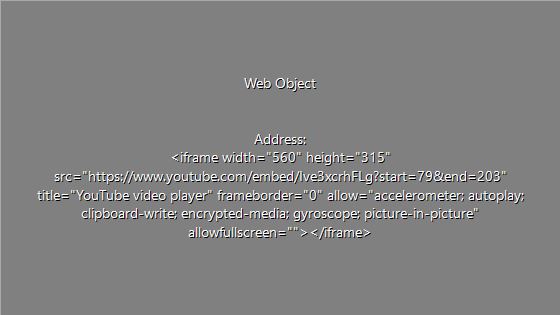 Web Object
Address:
<iframe width="560" height="315"
src="https://www.youtube.com/embed/Ive3xcrhFLg?start=79&end=203"
title="YouTube video player" frameborder="0" allow="accelerometer; autoplay;
clipboard-write; encrypted-media; gyroscope; picture-in-picture"
allowfullscreen=""></iframe>